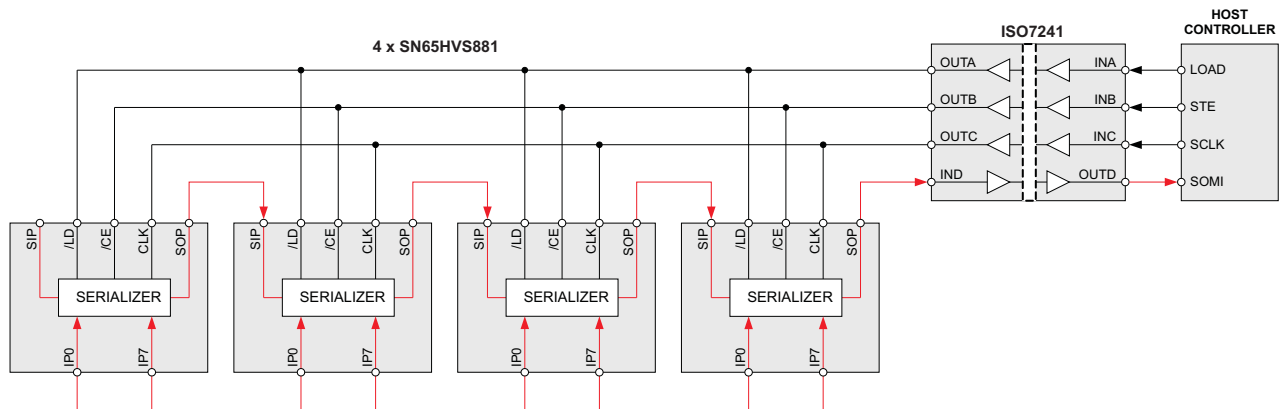 HOST
CONTROLLER
ISO7241
4 x SN65HVS881
OUTA INA LOAD
OUTB INB STE
OUTC INC SCLK
IND OUTD SOMI
SIP /LD /CE CLK SOP SIP /LD /CE CLK SOP SIP /LD /CE CLK SOP SIP /LD /CE CLK SOP
SERIALIZER SERIALIZER SERIALIZER SERIALIZER
IP0 IP7 IP0 IP7 IP0 IP7 IP0 IP7